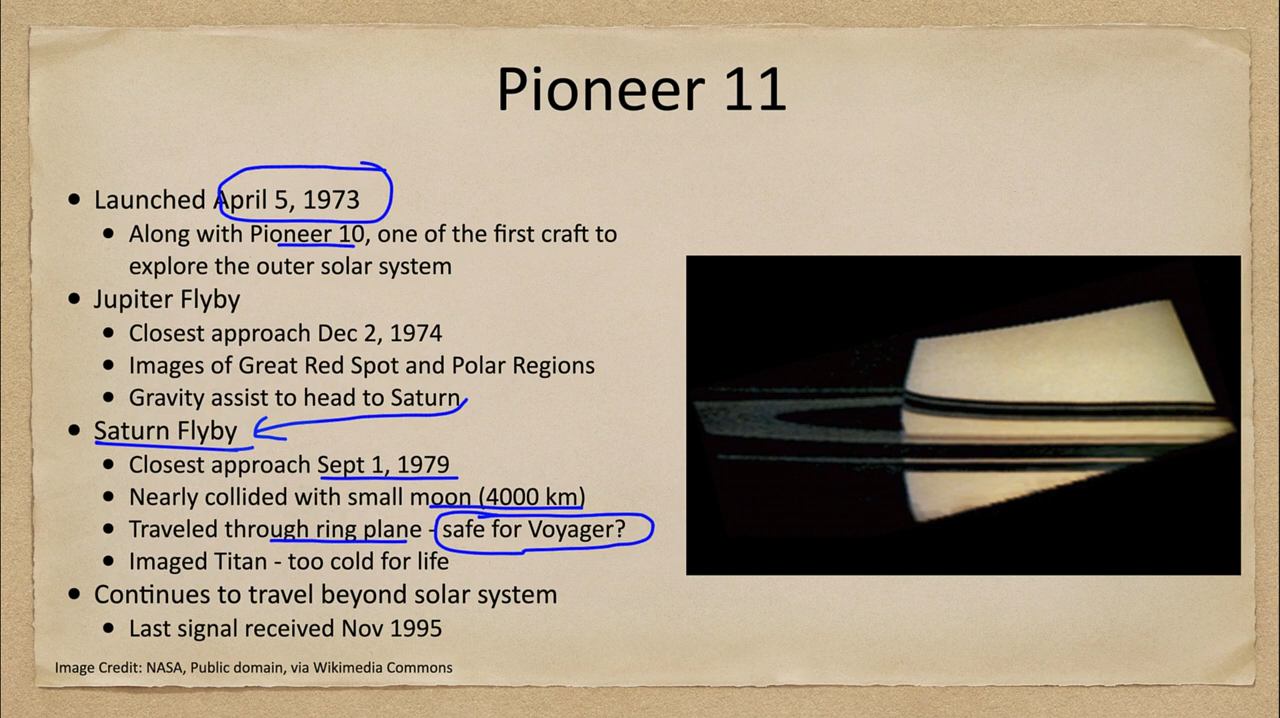 Pioneer 11
• Launched April 5, 1973
• Along with Pioneer 10, one of the first craft to
explore the outer solar system
• Jupiter Flyby
• Closest approach Dec 2, 1974
• Images of Great Red Spot and Polar Regions
• Gravity assist to head to Saturn
• Saturn Flyby
• Closest approach Sept 1, 1979
• Nearly collided with small moon (4000 km)
• Traveled through ring plane - safe for Voyager?
• Imaged Titan - too cold for life
• Continues to travel beyond solar system
• Last signal received Nov 1995
Image Credit: NASA, Public domain, via Wikimedia Commons